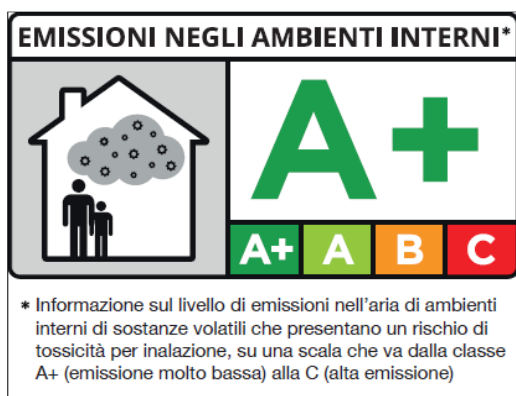 EMISSIONI NEGLI AMBIENTI INTERNI*
A+
A+ A B C
* Informazione sul livello di emissioni nell'aria di ambienti
interni di sostanze volatili che presentano un rischio di
tossicità per inalazione, su una scala che va dalla classe
A+ (emissione molto bassa) alla C (alta emissione)